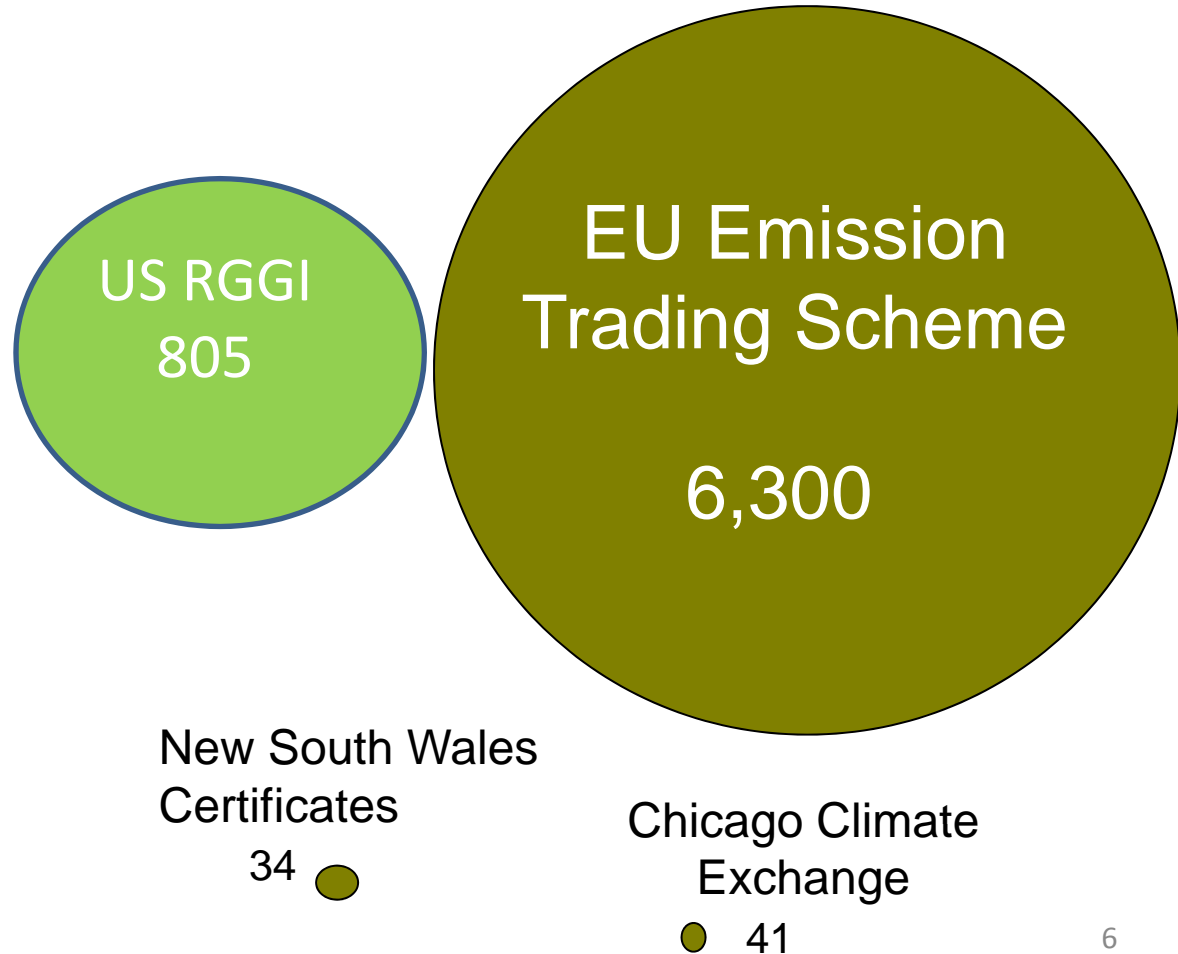 US RGGI
805
EU Emission
Trading Scheme
6,300
New South Wales
Certificates
34
Chicago Climate
Exchange
41
6